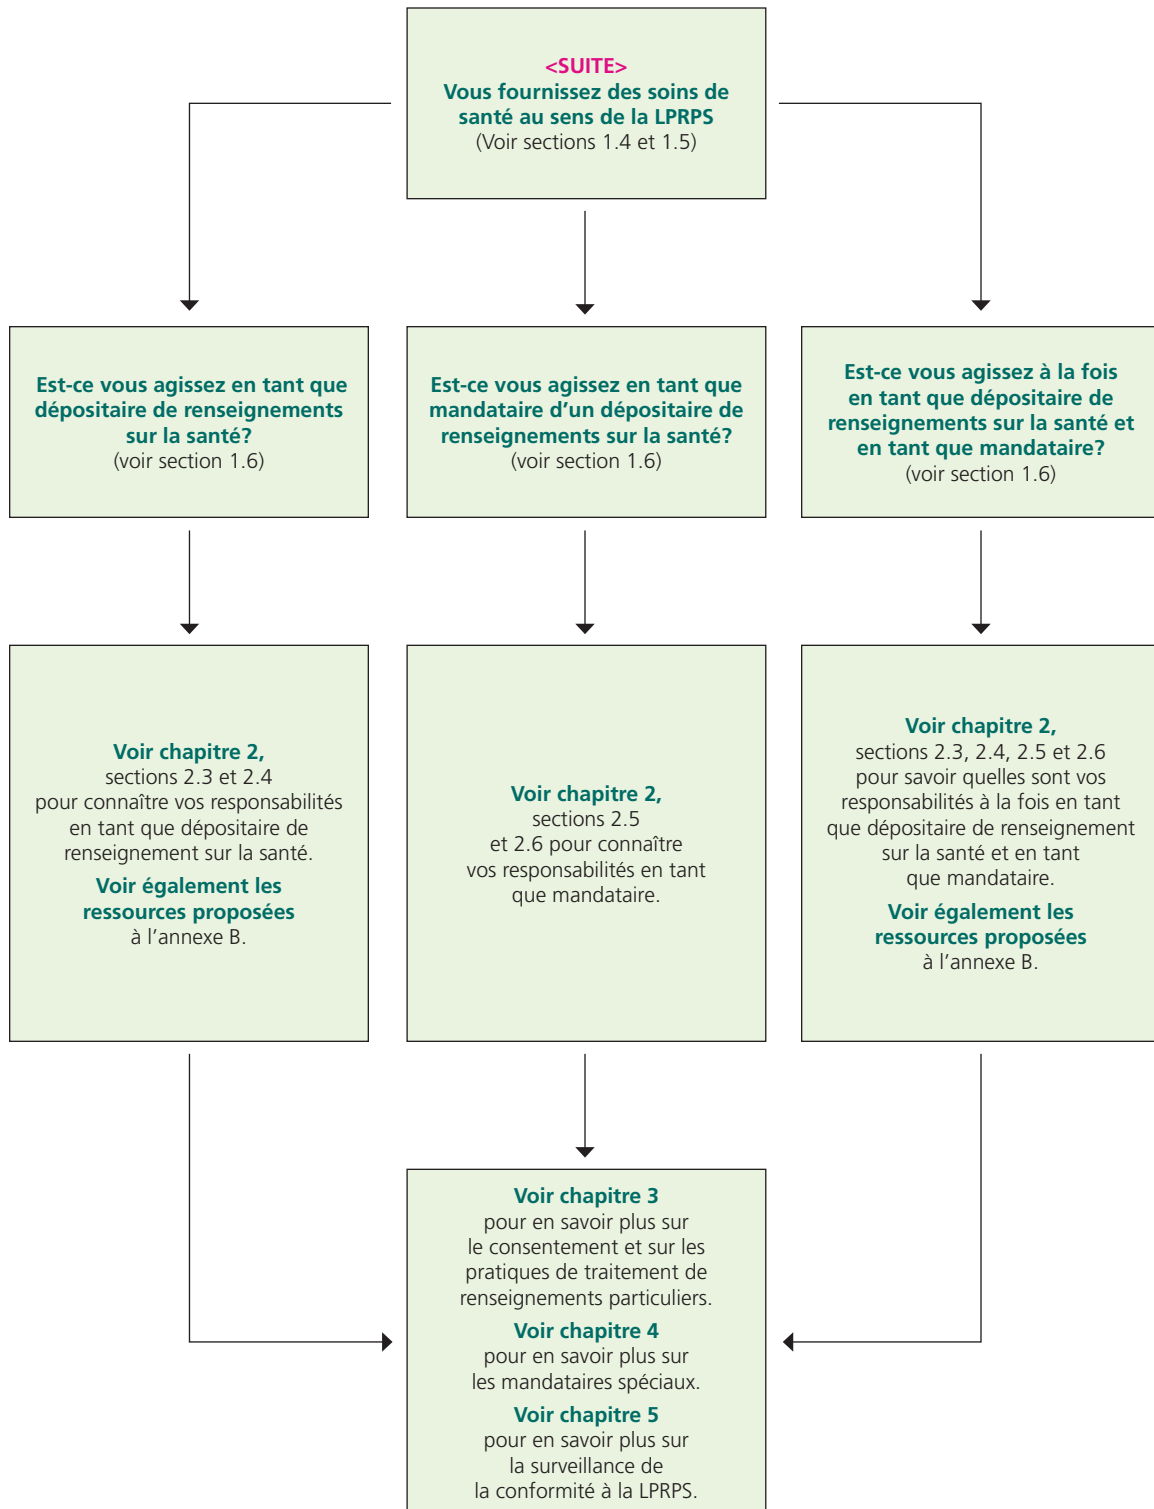 <SUITE>
Vous fournissez des soins de
santé au sens de la LPRPS
(Voir sections 1.4 et 1.5)
Est-ce vous agissez en tant que
dépositaire de renseignements
sur la santé?
(voir section 1.6)
Est-ce vous agissez en tant que
mandataire d’un dépositaire de
renseignements sur la santé?
(voir section 1.6)
Est-ce vous agissez à la fois
en tant que dépositaire de
renseignements sur la santé et
en tant que mandataire?
(voir section 1.6)
Voir chapitre 2,
sections 2.3 et 2.4
pour connaître vos responsabilités
en tant que dépositaire de
renseignement sur la santé.
Voir également les
ressources proposées
à l’annexe B.
Voir chapitre 2,
sections 2.5
et 2.6 pour connaître
vos responsabilités en tant
que mandataire.
Voir chapitre 2,
sections 2.3, 2.4, 2.5 et 2.6
pour savoir quelles sont vos
responsabilités à la fois en tant
que dépositaire de renseignement
sur la santé et en tant
que mandataire.
Voir également les
ressources proposées
à l’annexe B.
Voir chapitre 3
pour en savoir plus sur
le consentement et sur les
pratiques de traitement de
renseignements particuliers.
Voir chapitre 4
pour en savoir plus sur
les mandataires spéciaux.
Voir chapitre 5
pour en savoir plus sur
la surveillance de
la conformité à la LPRPS.